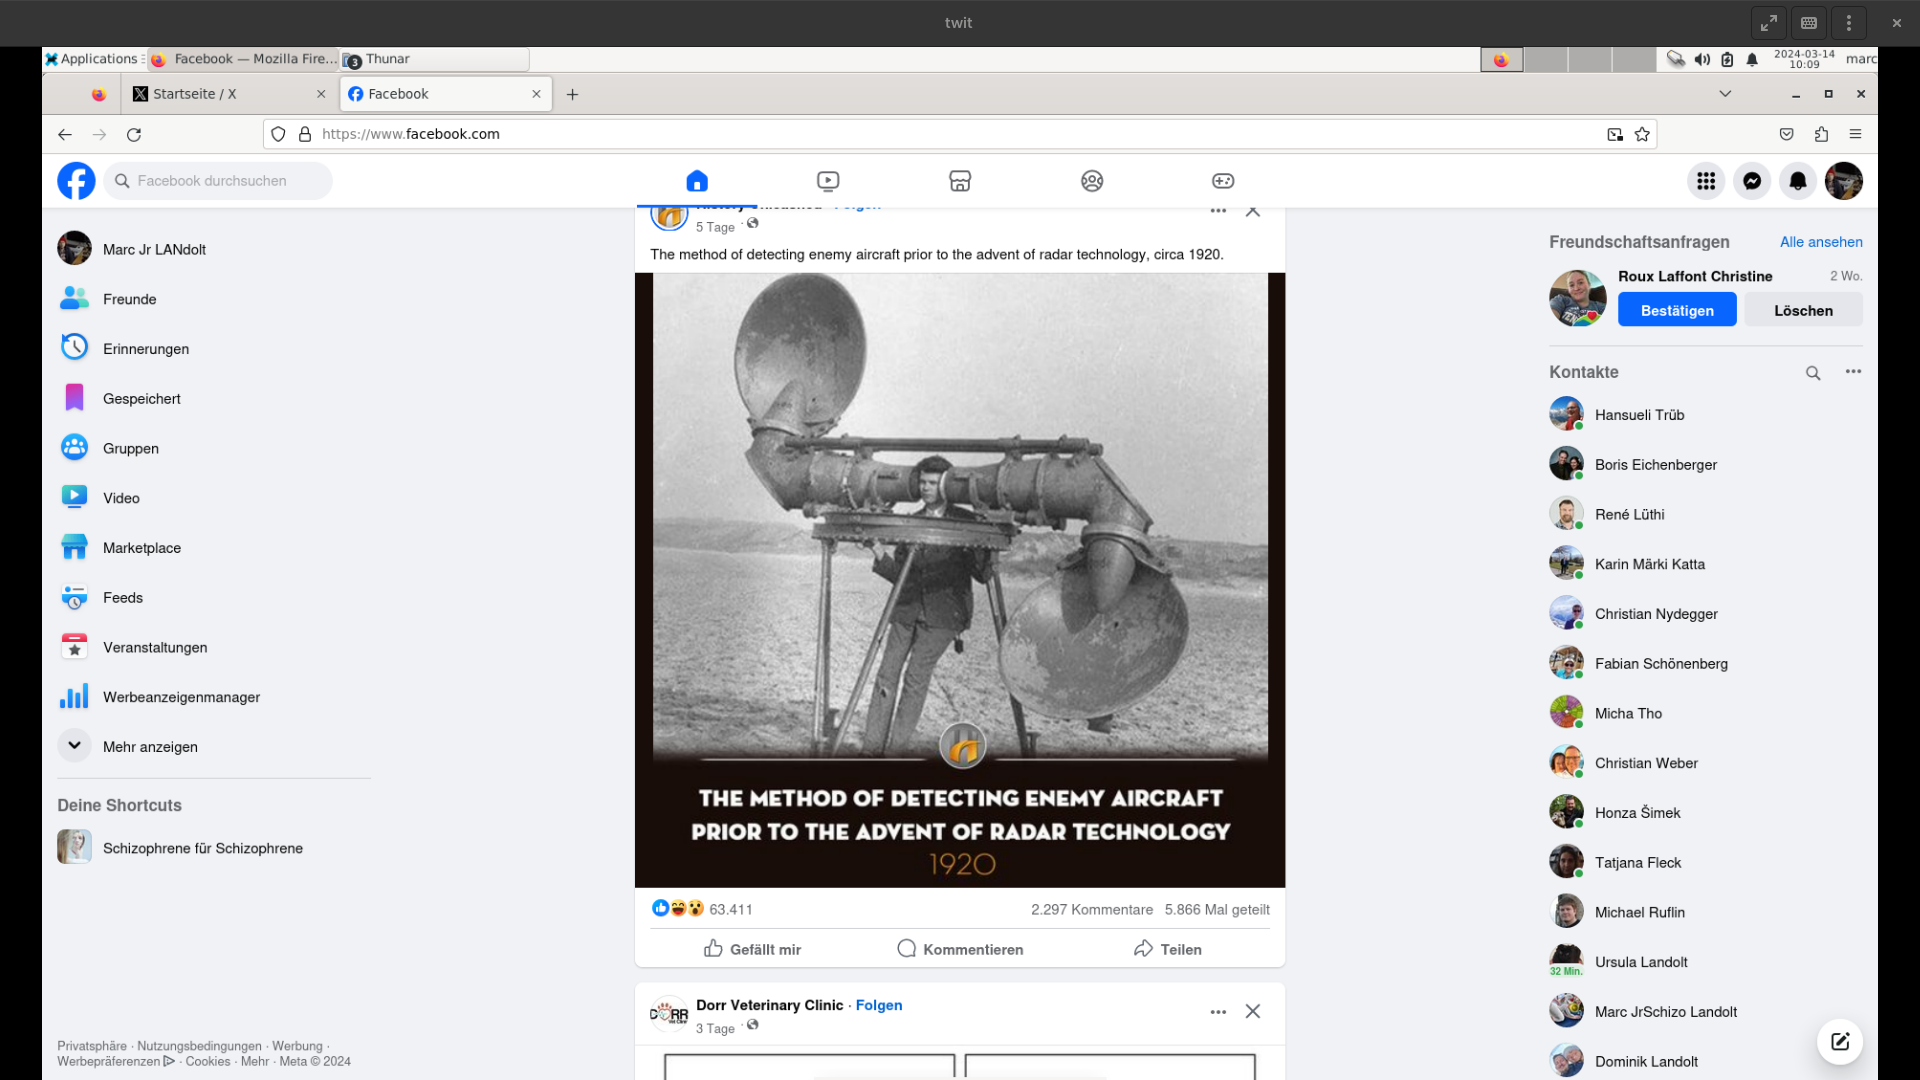 twit
Applications
Facebook — Mozilla Fire...
3 Thunar
2024-03-14
10:09
marc
Startseite / X
Facebook
https://www.facebook.com
Facebook durchsuchen
Marc Jr LANdolt
Freunde
Erinnerungen
Gespeichert
Gruppen
Video
Marketplace
Feeds
Veranstaltungen
Werbeanzeigenmanager
Mehr anzeigen
Deine Shortcuts
Schizophrene für Schizophrene
Privatsphäre · Nutzungsbedingungen · Werbung ·
Werbepräferenzen · Cookies · Mehr · Meta © 2024
5 Tage ·
The method of detecting enemy aircraft prior to the advent of radar technology, circa 1920.
THE METHOD OF DETECTING ENEMY AIRCRAFT
PRIOR TO THE ADVENT OF RADAR TECHNOLOGY
1920
63.411
2.297 Kommentare 5.866 Mal geteilt
Gefällt mir
Kommentieren
Teilen
Dorr Veterinary Clinic · Folgen
3 Tage ·
Freundschaftsanfragen
Alle ansehen
Roux Laffont Christine
2 Wo.
Bestätigen
Löschen
Kontakte
Hansueli Trüb
Boris Eichenberger
René Lüthi
Karin Märki Katta
Christian Nydegger
Fabian Schönenberg
Micha Tho
Christian Weber
Honza Šimek
Tatjana Fleck
Michael Ruflin
32 Min.
Ursula Landolt
Marc JrSchizo Landolt
Dominik Landolt